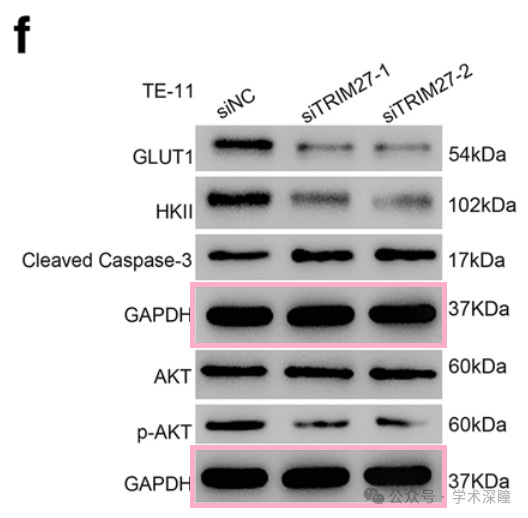 f
TE-11 siNC siTRIM27-1 siTRIM27-2
GLUT1 54kDa
HKII 102kDa
Cleaved Caspase-3 17kDa
GAPDH 37KDa
AKT 60kDa
p-AKT 60kDa
GAPDH 37KDa
公众号 · 学术深瞳